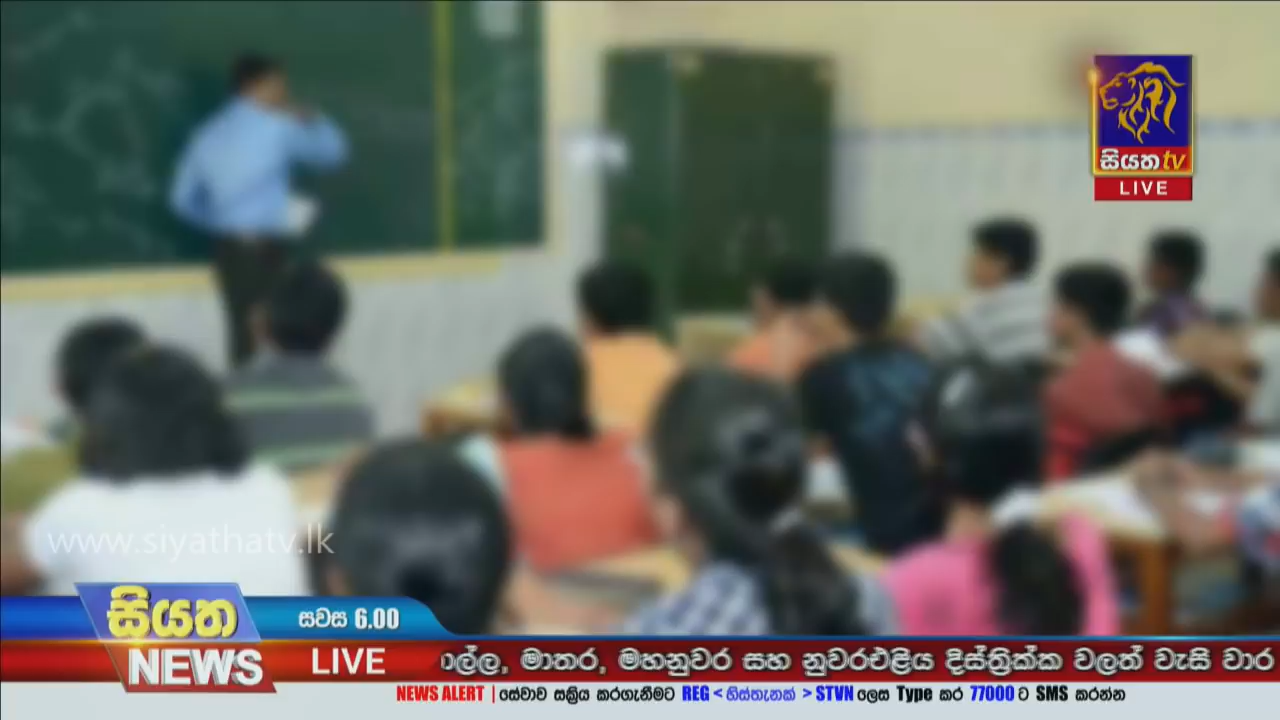 සියත tv
LIVE
www.siyathatv.lk
සියත
NEWS
සවස 6.00
LIVE
මාතර, මහනුවර සහ නුවරඑළිය දිස්ත්‍රික්ක වලත් වැසි වාර
NEWS ALERT | සේවාව සක්‍රිය කරගැනීමට REG < හිස්තැනක් > STVN ලෙස Type කර 77000 ට SMS කරන්න